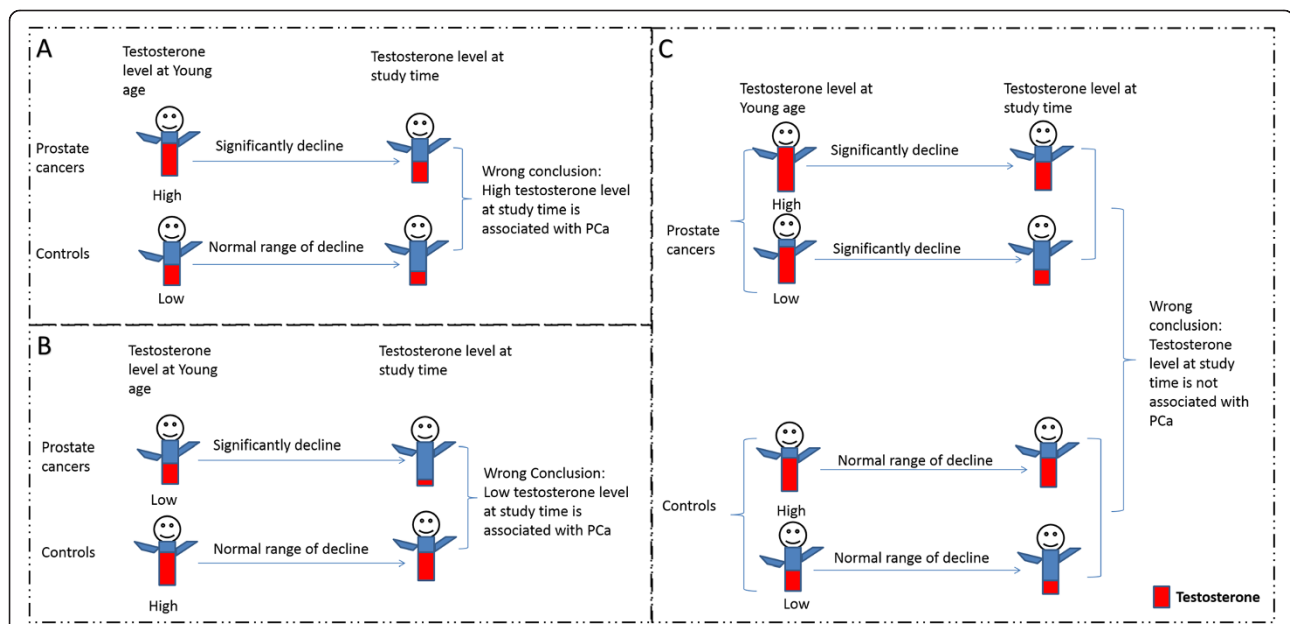 A
Testosterone
level at Young
age
Testosterone level at
study time
Prostate
cancers
Significantly decline
High
Wrong conclusion:
High testosterone level
at study time is
associated with PCa
Controls
Normal range of decline
Low
B
Testosterone
level at Young
age
Testosterone level at
study time
Prostate
cancers
Significantly decline
Low
Wrong Conclusion:
Low testosterone level
at study time is
associated with PCa
Controls
Normal range of decline
High
C
Testosterone level at
Young age
Testosterone level at
study time
Significantly decline
High
Prostate
cancers
Significantly decline
Low
Wrong
conclusion:
Testosterone
level at study
time is not
associated with
PCa
Normal range of decline
High
Controls
Normal range of decline
Low
Testosterone